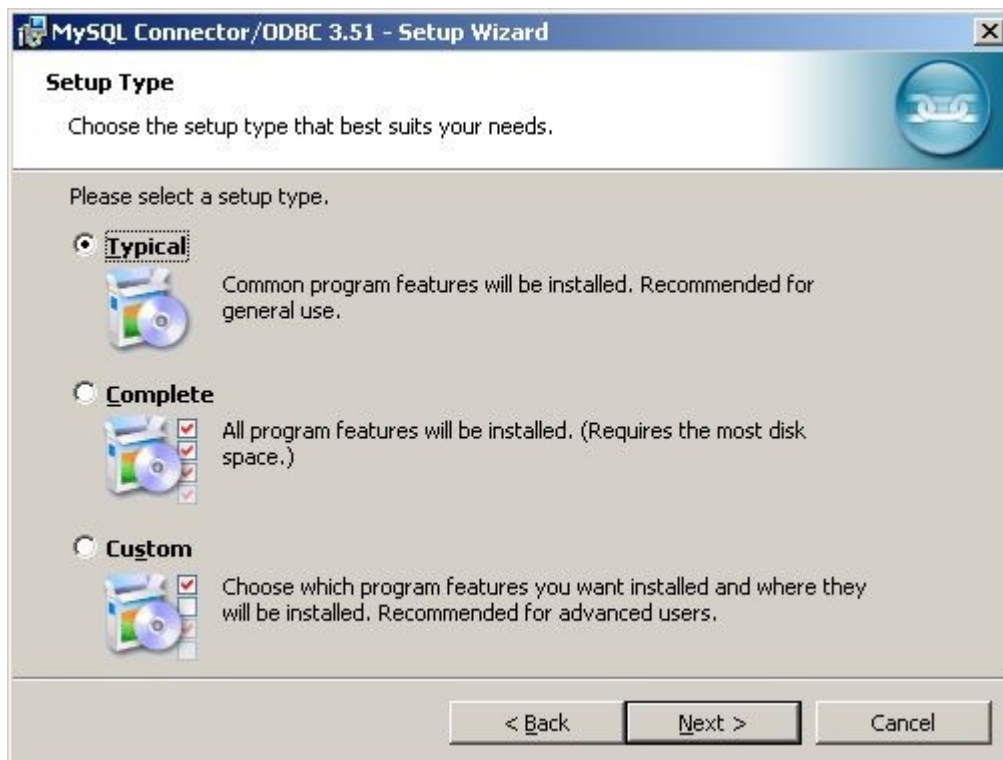 MySQL Connector/ODBC 3.51 - Setup Wizard
Setup Type
Choose the setup type that best suits your needs.
Please select a setup type.
Typical
Common program features will be installed. Recommended for
general use.
Complete
All program features will be installed. (Requires the most disk
space.)
Custom
Choose which program features you want installed and where they
will be installed. Recommended for advanced users.
< Back
Next >
Cancel